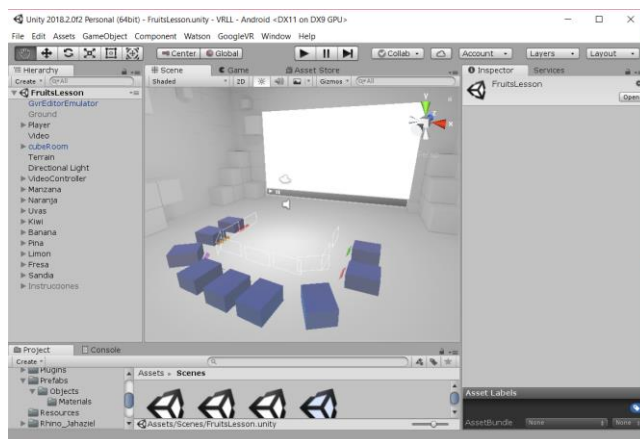 Unity 2018.2.0f2 Personal (64bit) - FruitsLesson.unity - VRLL - Android <DX11 on DX9 GPU>
File Edit Assets GameObject Component Watson GoogleVR Window Help
Center Global Collab Account Layers Layout
Hierarchy
Create All
FruitsLesson
GvrEditorEmulator
Ground
Player
Video
cubeRoom
Terrain
Directional Light
VideoController
Manzana
Naranja
Uvas
Kiwi
Banana
Pina
Limon
Fresa
Sandia
Instrucciones
Scene Game Asset Store
Shaded 2D Gizmos All
Inspector Services
FruitsLesson
Open
Project Console
Create
Plugins
Prefabs
Objects
Materials
Resources
Rhino_Jahaziel
Assets Scenes
Assets/Scenes/FruitsLesson.unity
Asset Labels
AssetBundle None None